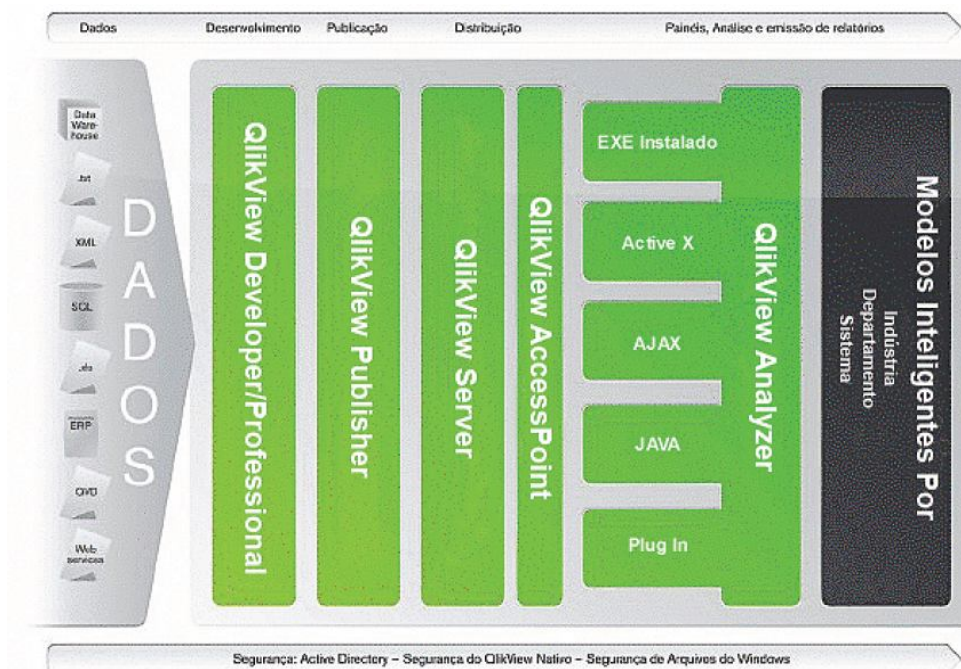 Dados
Desenvolvimento
Publicação
Distribuição
Painéis, Análise e emissão de relatórios
Data
Ware-
house
.txt
XML
SQL
.xls
ERP
QVD
Web
services
DADOS
QlikView Developer/Professional
QlikView Publisher
QlikView Server
QlikView AccessPoint
EXE Instalado
Active X
AJAX
JAVA
Plug In
QlikView Analyzer
Modelos Inteligentes Por
Indústria
Departamento
Sistema
Segurança: Active Directory – Segurança do QlikView Nativo – Segurança de Arquivos do Windows